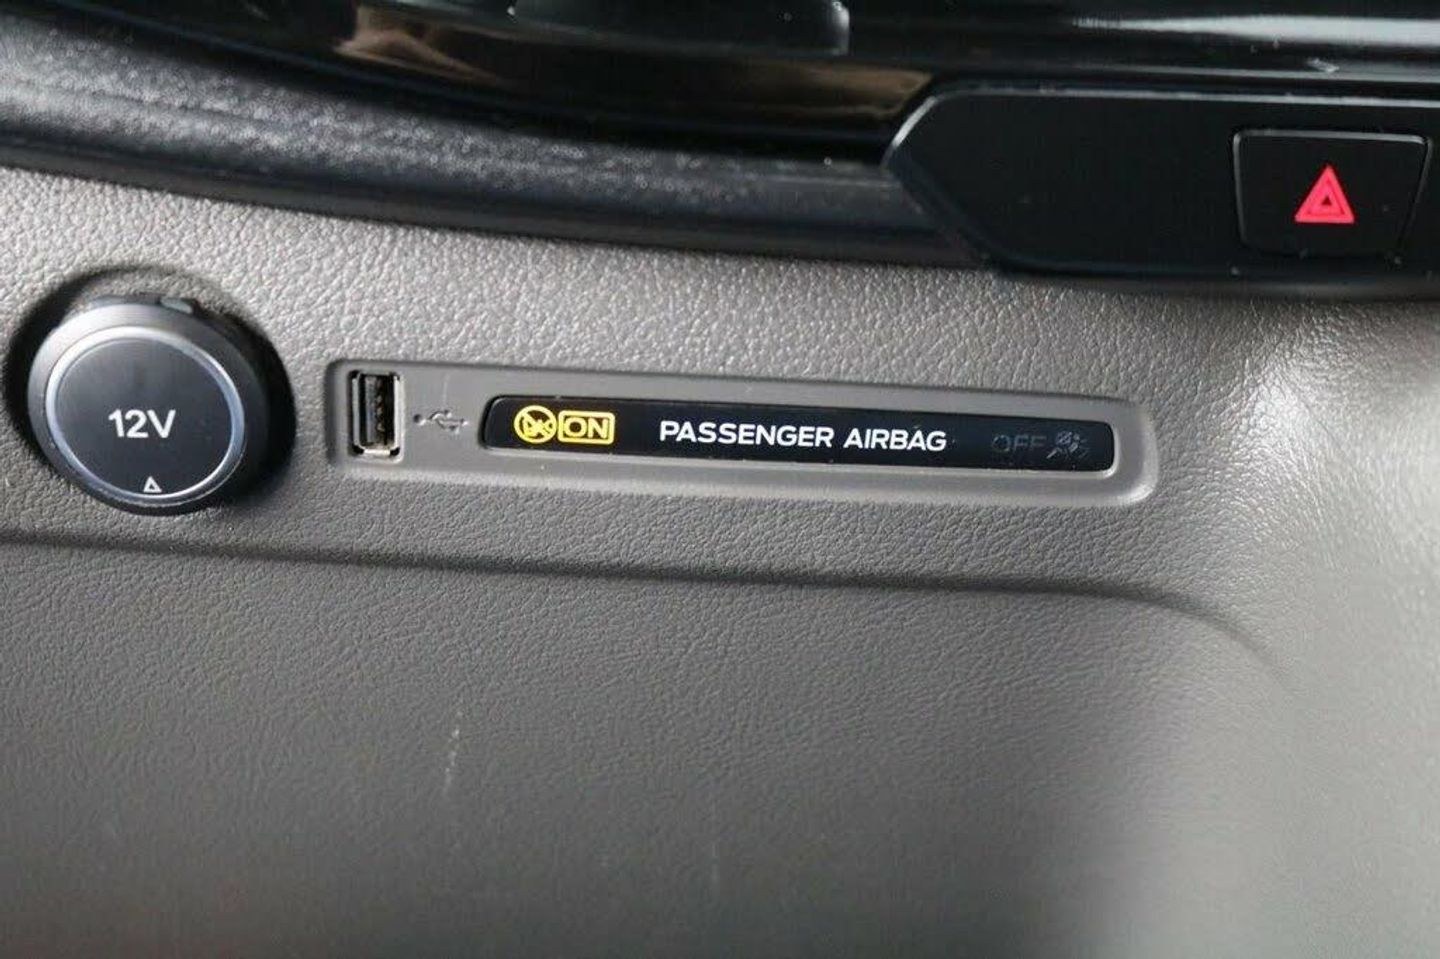 12V
ON PASSENGER AIRBAG OFF